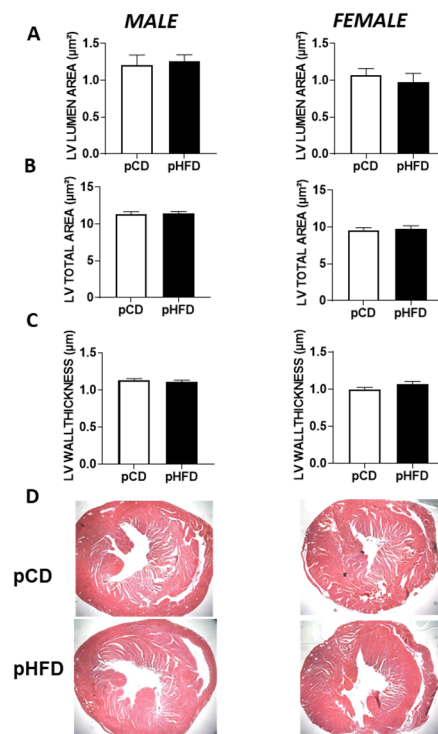 MALE
FEMALE
A
LV LUMEN AREA (µm²)
1.5
1.0
0.5
0.0
pCD
pHFD
LV LUMEN AREA (µm²)
1.5
1.0
0.5
0.0
pCD
pHFD
B
LV TOTAL AREA (µm²)
15
10
5
0
pCD
pHFD
LV TOTAL AREA (µm²)
15
10
5
0
pCD
pHFD
C
LV WALLTHICKNESS (µm)
1.5
1.0
0.5
0.0
pCD
pHFD
LV WALLTHICKNESS (µm)
1.5
1.0
0.5
0.0
pCD
pHFD
D
pCD
pHFD